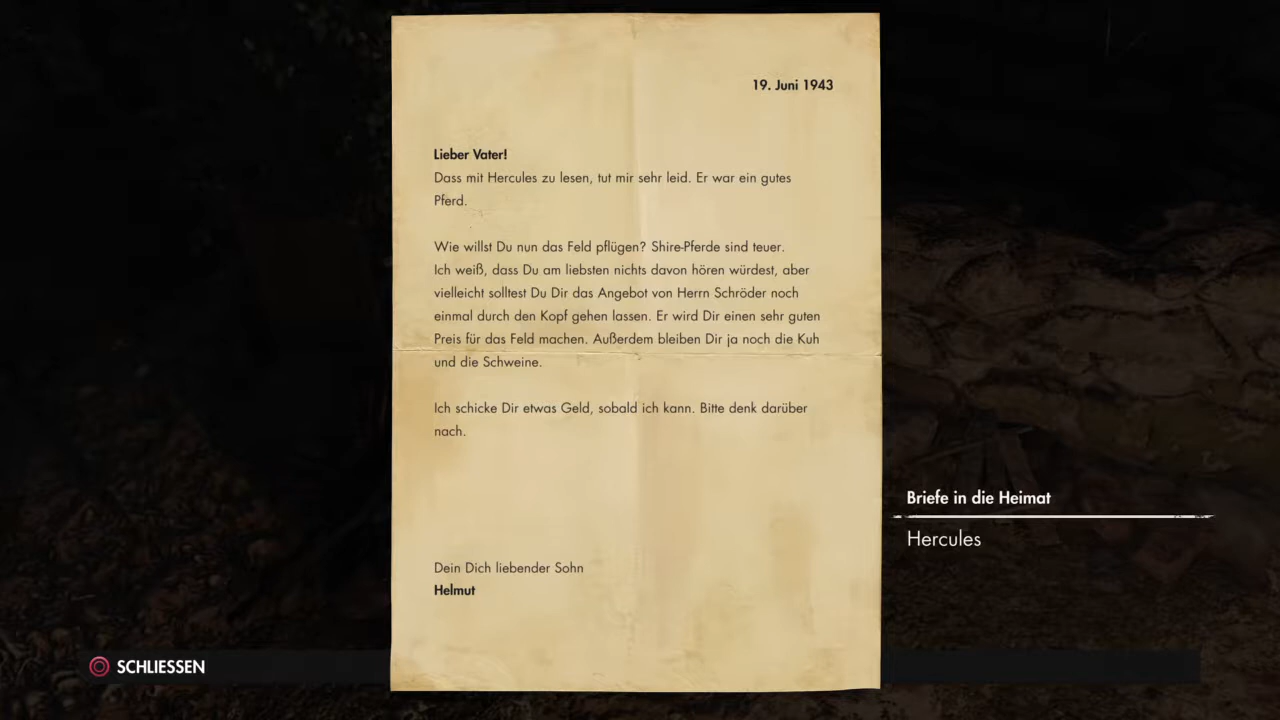 19. Juni 1943
Lieber Vater!
Dass mit Hercules zu lesen, tut mir sehr leid. Er war ein gutes
Pferd.
Wie willst Du nun das Feld pflügen? Shire-Pferde sind teuer.
Ich weiß, dass Du am liebsten nichts davon hören würdest, aber
vielleicht solltest Du Dir das Angebot von Herrn Schröder noch
einmal durch den Kopf gehen lassen. Er wird Dir einen sehr guten
Preis für das Feld machen. Außerdem bleiben Dir ja noch die Kuh
und die Schweine.
Ich schicke Dir etwas Geld, sobald ich kann. Bitte denk darüber
nach.
Dein Dich liebender Sohn
Helmut
Briefe in die Heimat
Hercules
SCHLIESSEN